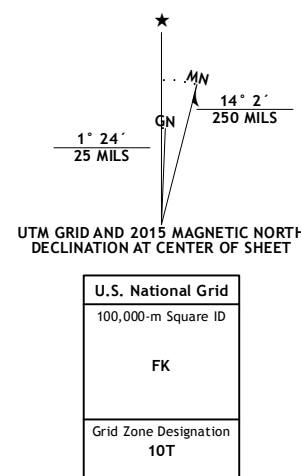 ★
MN
GN
14° 2´
250 MILS
1° 24´
25 MILS
UTM GRID AND 2015 MAGNETIC NORTH
DECLINATION AT CENTER OF SHEET
U.S. National Grid
100,000-m Square ID
FK
Grid Zone Designation
10T